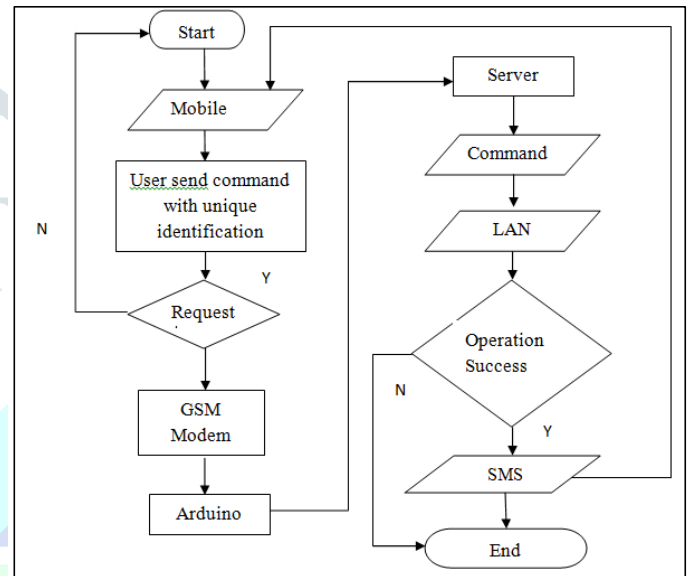 Start
Mobile
User send command
with unique
identification
N
Y
Request
GSM
Modem
Arduino
Server
Command
LAN
Operation
Success
N
Y
SMS
End